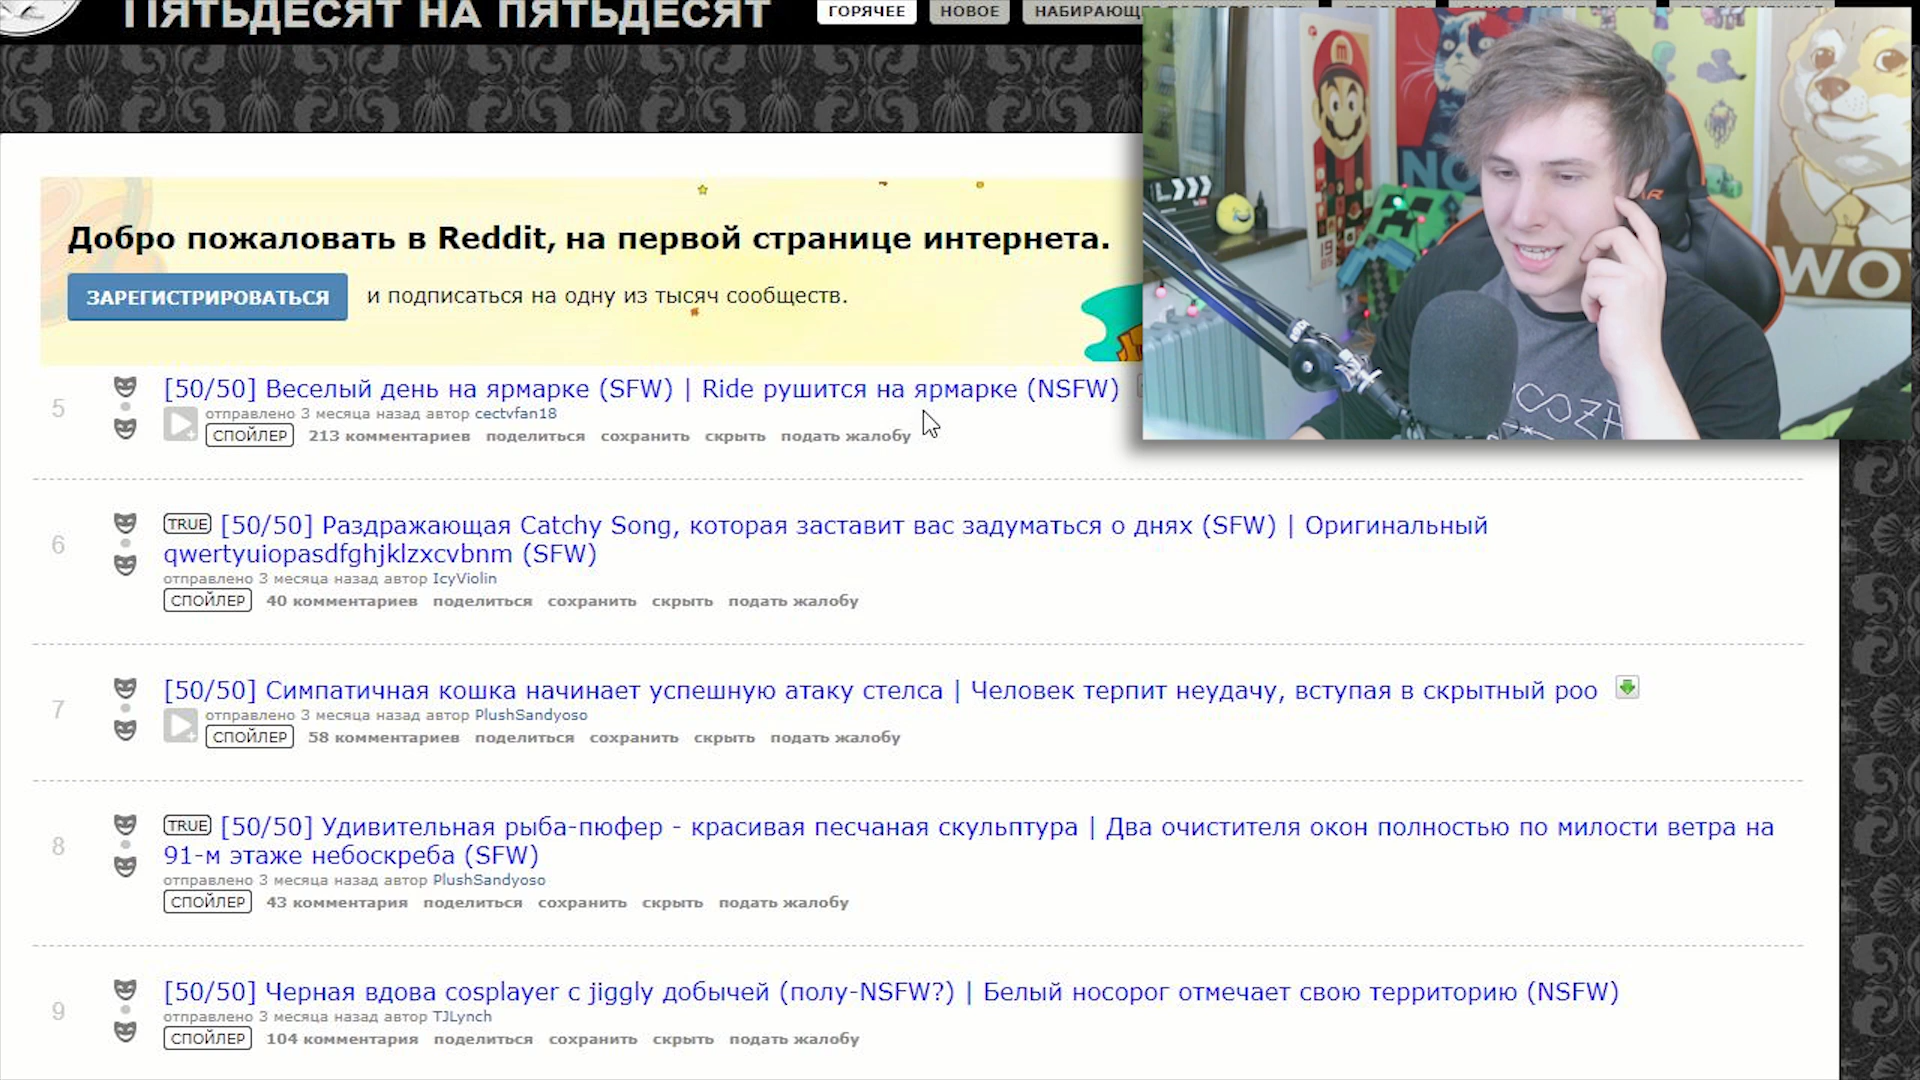 ПЯТЬДЕСЯТ НА ПЯТЬДЕСЯТ
ГОРЯЧЕЕ НОВОЕ
Добро пожаловать в Reddit, на первой странице интернета.
ЗАРЕГИСТРИРОВАТЬСЯ и подписаться на одну из тысяч сообществ.
5 [50/50] Веселый день на ярмарке (SFW) | Ride рушится на ярмарке (NSFW)
отправлено 3 месяца назад автор cectvfan18
СПОЙЛЕР 213 комментариев поделиться сохранить скрыть подать жалобу
6 TRUE [50/50] Раздражающая Catchy Song, которая заставит вас задуматься о днях (SFW) | Оригинальный
qwertyuiopasdfghjklzxcvbnm (SFW)
отправлено 3 месяца назад автор IcyViolin
СПОЙЛЕР 40 комментариев поделиться сохранить скрыть подать жалобу
7 [50/50] Симпатичная кошка начинает успешную атаку стелса | Человек терпит неудачу, вступая в скрытный роо
отправлено 3 месяца назад автор PlushSandyoso
СПОЙЛЕР 58 комментариев поделиться сохранить скрыть подать жалобу
8 TRUE [50/50] Удивительная рыба-пюфер - красивая песчаная скульптура | Два очистителя окон полностью по милости ветра на
91-м этаже небоскреба (SFW)
отправлено 3 месяца назад автор PlushSandyoso
СПОЙЛЕР 43 комментария поделиться сохранить скрыть подать жалобу
9 [50/50] Черная вдова cosplayer с jiggly добычей (полу-NSFW?) | Белый носорог отмечает свою территорию (NSFW)
отправлено 3 месяца назад автор TJLynch
СПОЙЛЕР 104 комментария поделиться сохранить скрыть подать жалобу
NO
WO
1985